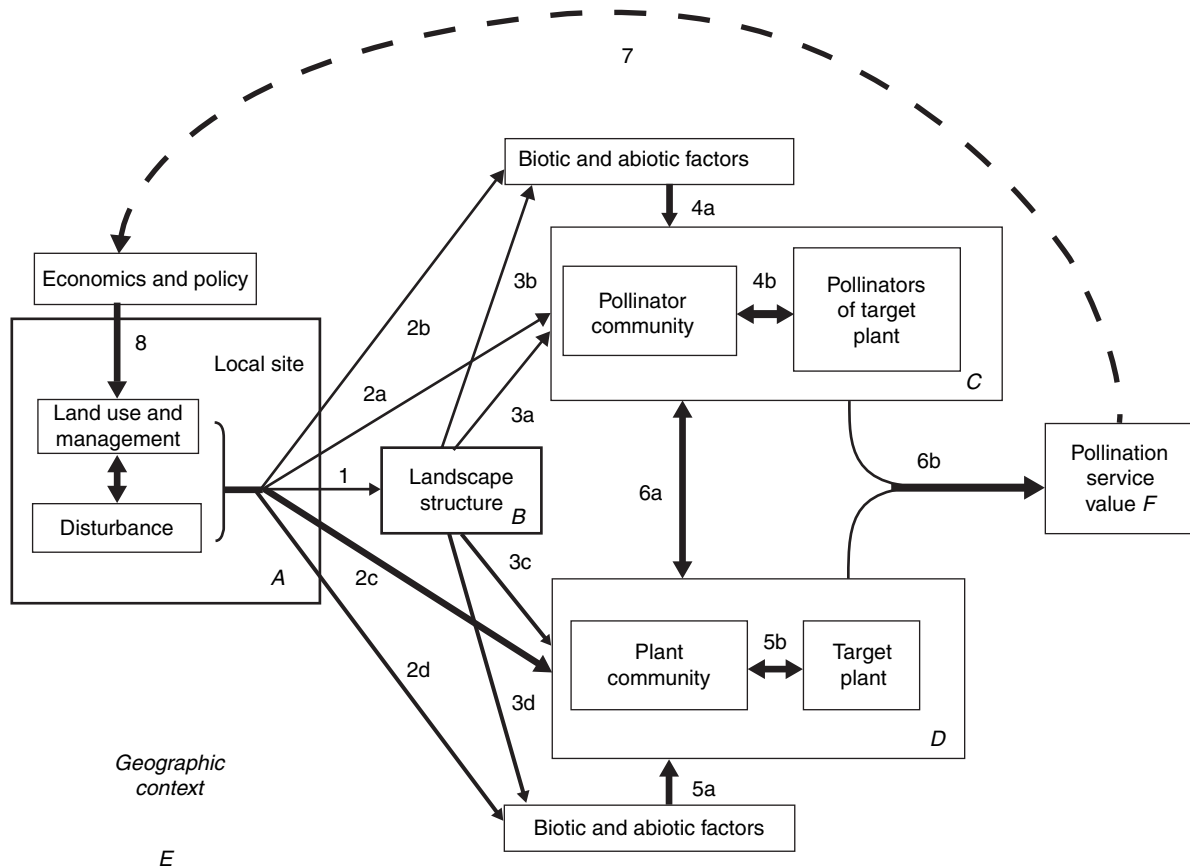 7
Biotic and abiotic factors
4a
Economics and policy
3b
Pollinator
community
4b
Pollinators
of target
plant
2b
8
Local site
2a
C
3a
Land use and
management
1
Landscape
structure
B
6a
6b
Pollination
service
value F
Disturbance
A
2c
3c
2d
Plant
community
5b
Target
plant
3d
D
Geographic
context
5a
Biotic and abiotic factors
E